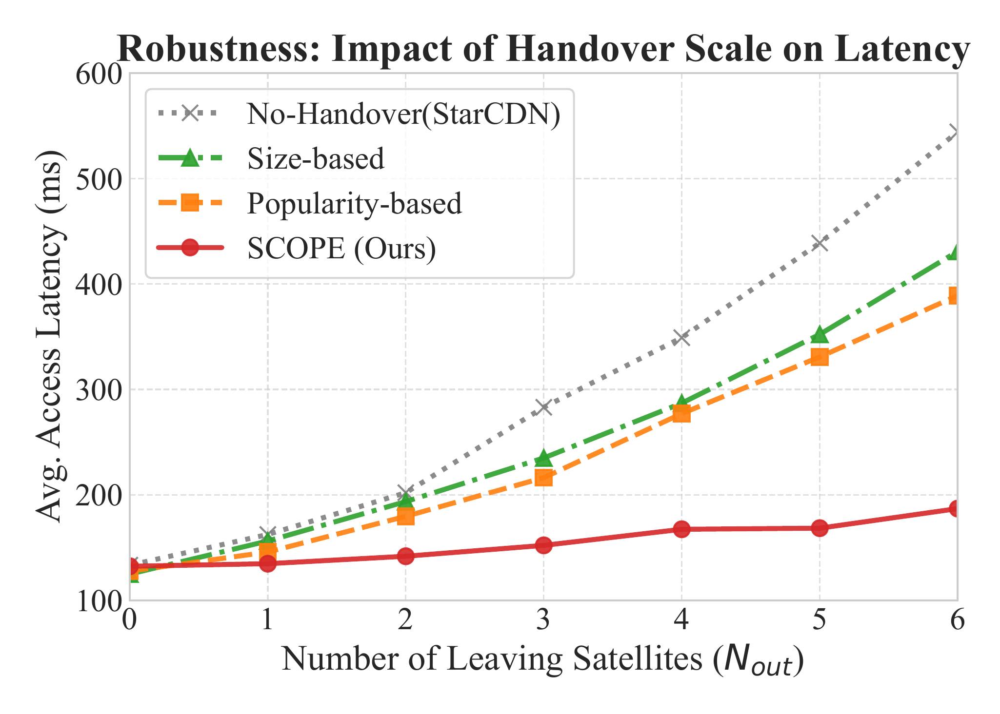 Robustness: Impact of Handover Scale on Latency
600
500
400
300
200
100
Avg. Access Latency (ms)
No-Handover(StarCDN)
Size-based
Popularity-based
SCOPE (Ours)
0 1 2 3 4 5 6
Number of Leaving Satellites (N_out)